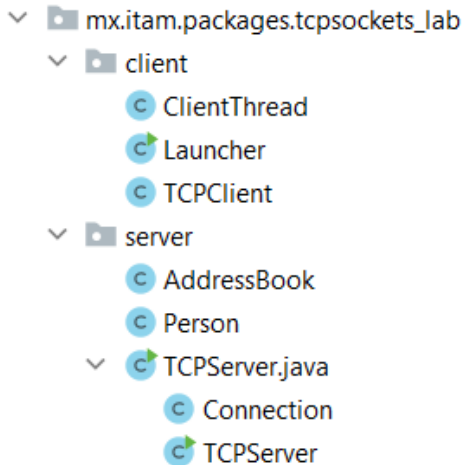 mx.itam.packages.tcpsockets_lab
client
C ClientThread
C Launcher
C TCPClient
server
C AddressBook
C Person
C TCPServer.java
C Connection
C TCPServer